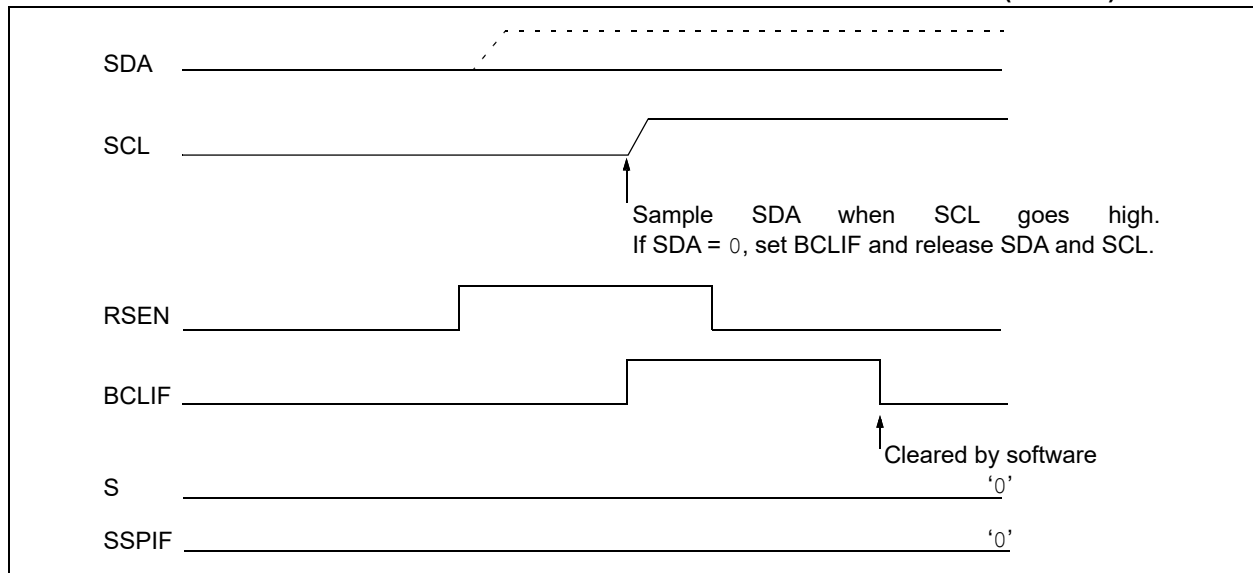 SDA
SCL
Sample SDA when SCL goes high.
If SDA = 0, set BCLIF and release SDA and SCL.
RSEN
BCLIF
Cleared by software
S
‘0’
SSPIF
‘0’